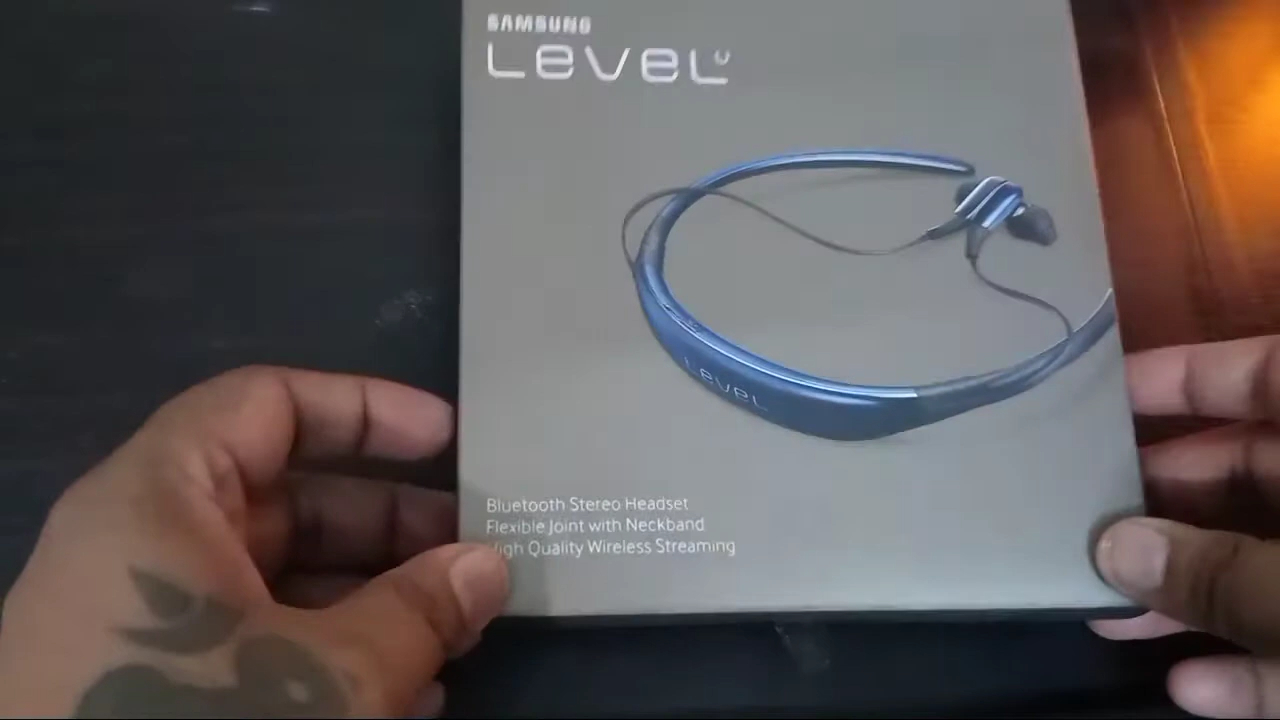 SAMSUNG
LEVEL U
LEVEL
Bluetooth Stereo Headset
Flexible Joint with Neckband
High Quality Wireless Streaming